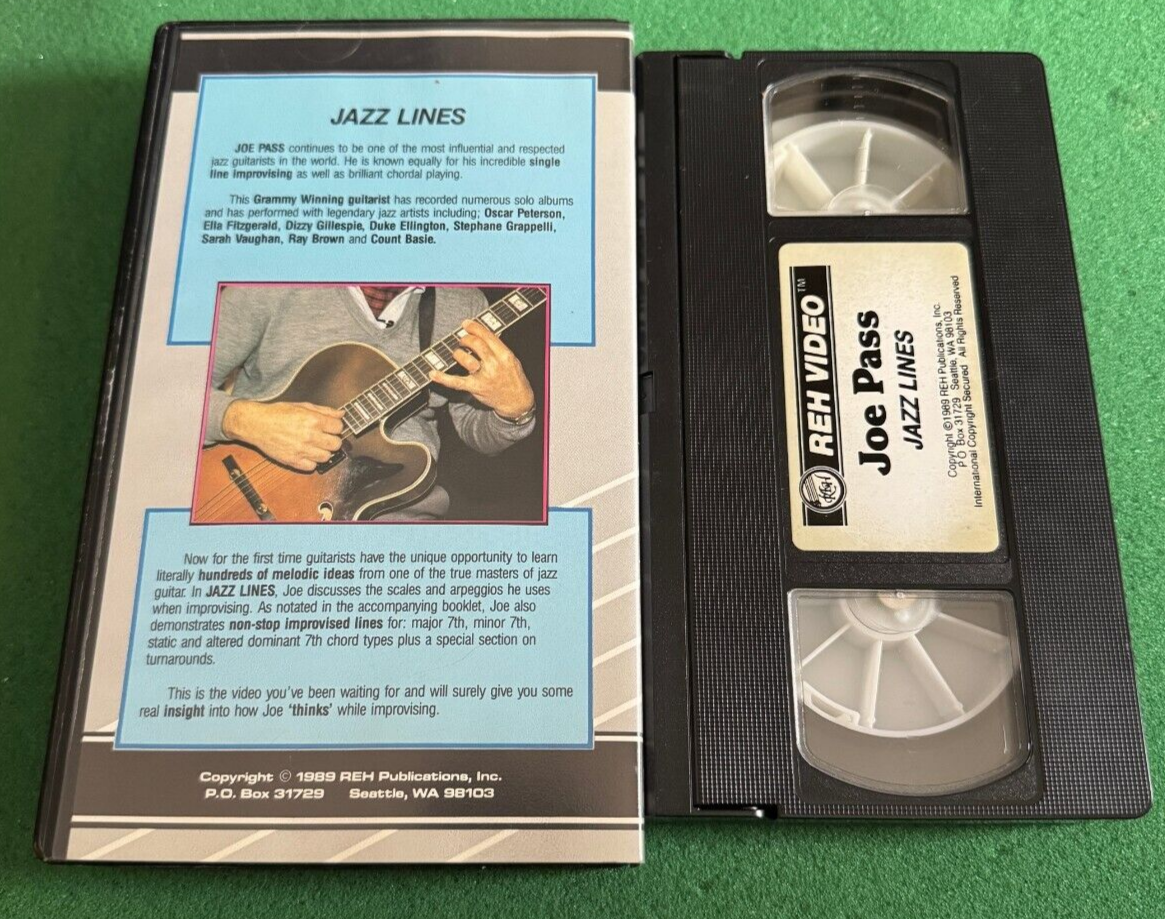 JAZZ LINES
JOE PASS continues to be one of the most influential and respected
jazz guitarists in the world. He is known equally for his incredible single
line improvising as well as brilliant chordal playing.
This Grammy Winning guitarist has recorded numerous solo albums
and has performed with legendary jazz artists including; Oscar Peterson,
Ella Fitzgerald, Dizzy Gillespie, Duke Ellington, Stephane Grappelli,
Sarah Vaughan, Ray Brown and Count Basie.
Now for the first time guitarists have the unique opportunity to learn
literally hundreds of melodic ideas from one of the true masters of jazz
guitar. In JAZZ LINES, Joe discusses the scales and arpeggios he uses
when improvising. As notated in the accompanying booklet, Joe also
demonstrates non-stop improvised lines for: major 7th, minor 7th,
static and altered dominant 7th chord types plus a special section on
turnarounds.
This is the video you've been waiting for and will surely give you some
real insight into how Joe 'thinks' while improvising.
Copyright © 1989 REH Publications, Inc.
P.O. Box 31729 Seattle, WA 98103
REH VIDEO™
REH
Joe Pass
JAZZ LINES
Copyright ©1989 REH Publications, Inc.
P O Box 31729 Seattle, WA 98103
International Copyright Secured All Rights Reserved